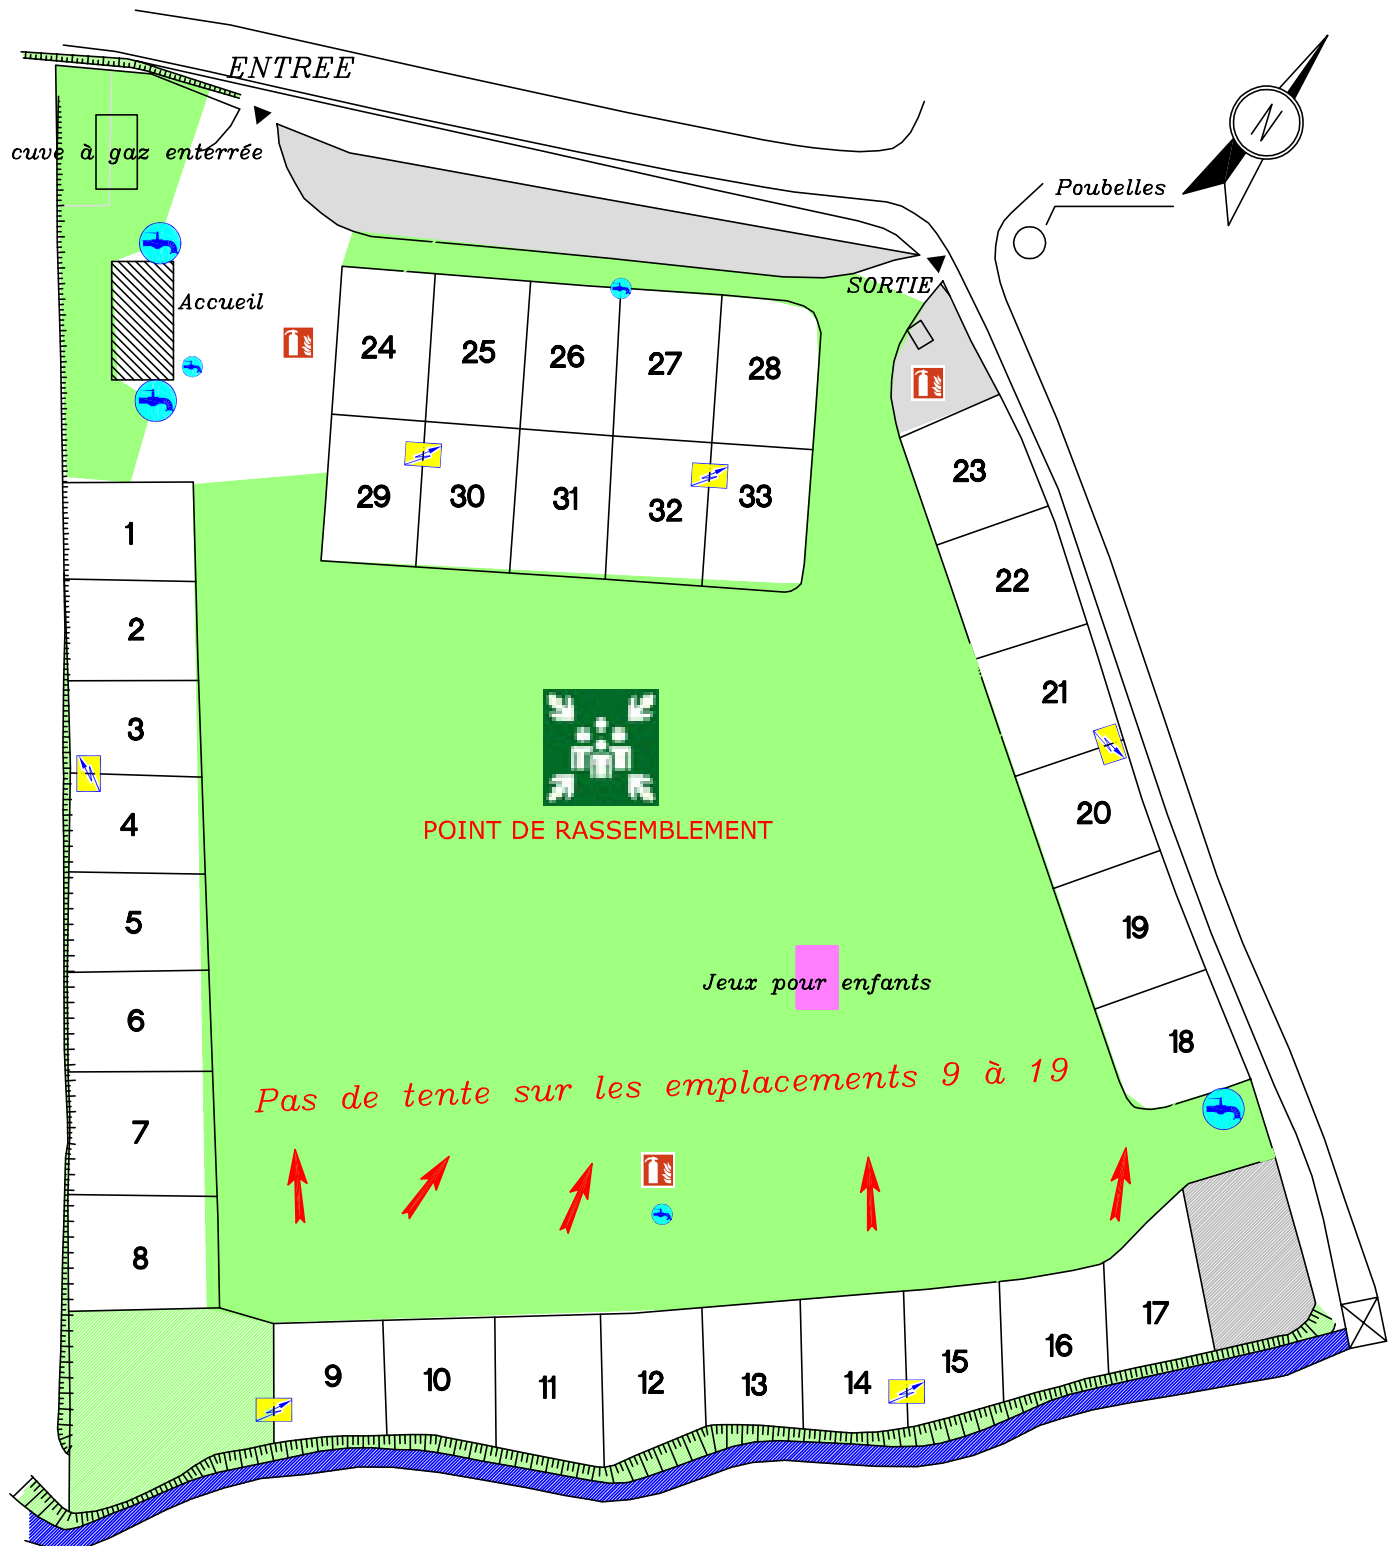 ENTREE
cuve à gaz enterrée
Poubelles
N
Accueil
SORTIE
24 25 26 27 28
29 30 31 32 33
23
1
22
2
21
3
20
4
POINT DE RASSEMBLEMENT
19
5
Jeux pour enfants
6
18
Pas de tente sur les emplacements 9 à 19
7
8
9 10 11 12 13 14 15 16 17